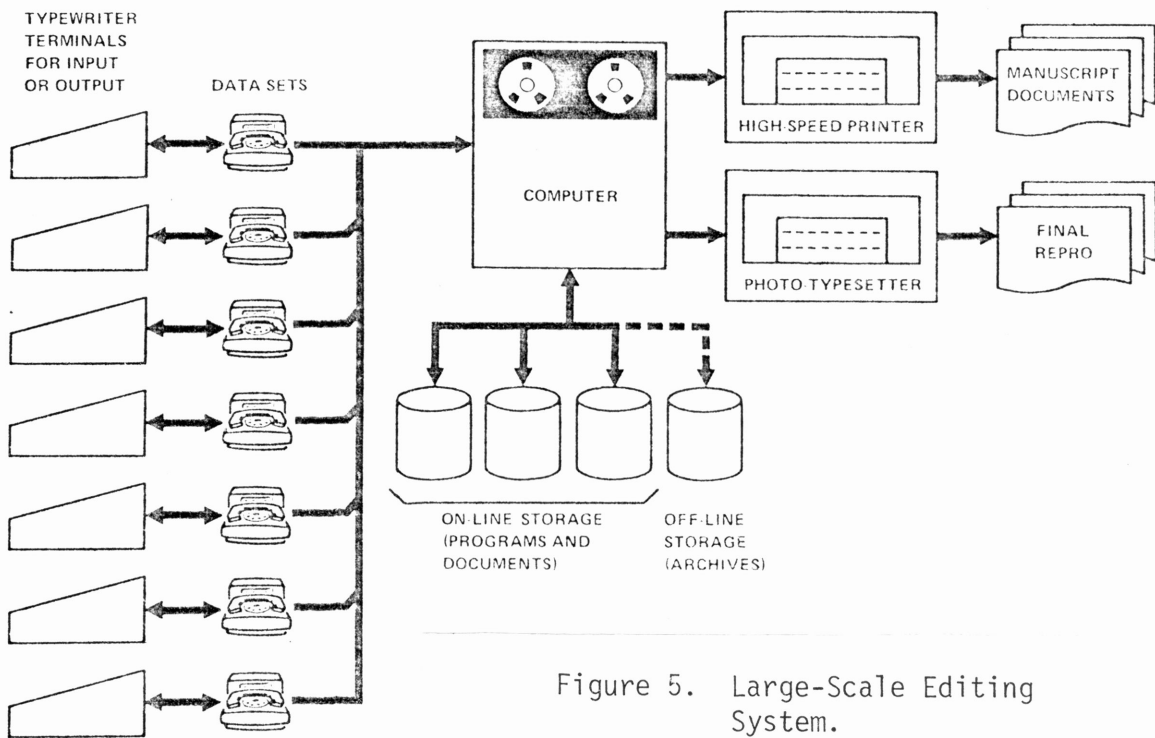 TYPEWRITER
TERMINALS
FOR INPUT
OR OUTPUT
DATA SETS
COMPUTER
HIGH-SPEED PRINTER
MANUSCRIPT
DOCUMENTS
PHOTO-TYPESETTER
FINAL
REPRO
ON-LINE STORAGE
(PROGRAMS AND
DOCUMENTS)
OFF-LINE
STORAGE
(ARCHIVES)
Figure 5. Large-Scale Editing
System.